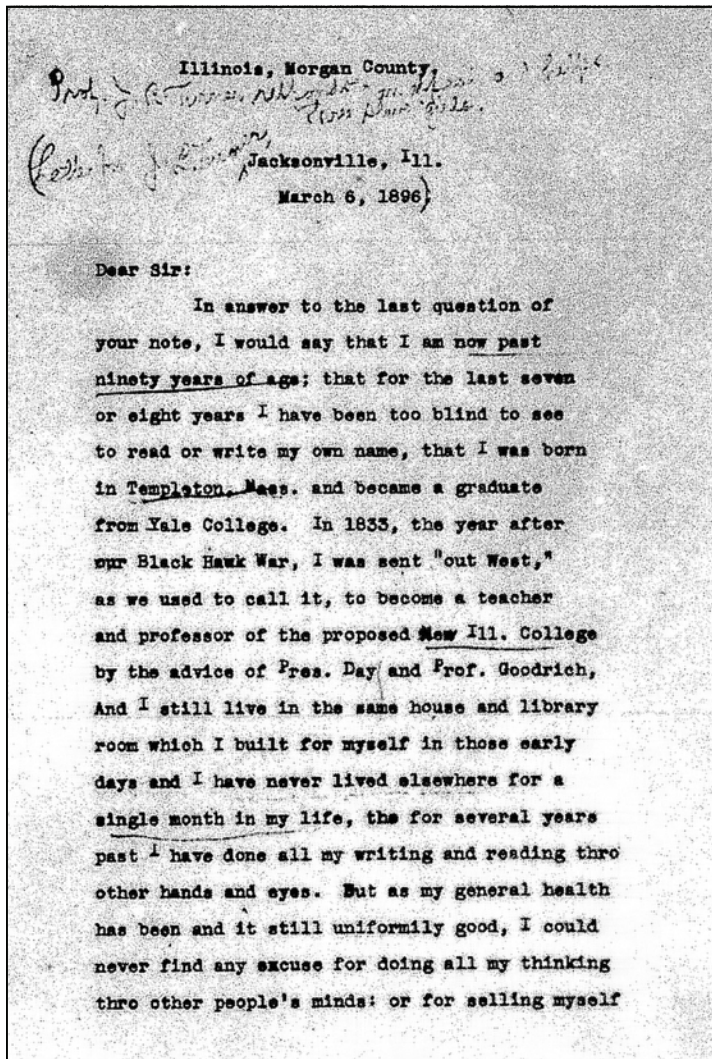 Illinois, Morgan County,
Prof. J. B. Turner
(Letter from J. B. Turner,
Jacksonville, Ill.
March 6, 1896)
Dear Sir:
In answer to the last question of
your note, I would say that I am now past
ninety years of age; that for the last seven
or eight years I have been too blind to see
to read or write my own name, that I was born
in Templeton, Mass. and became a graduate
from Yale College. In 1833, the year after
our Black Hawk War, I was sent "out West,"
as we used to call it, to become a teacher
and professor of the proposed New Ill. College
by the advice of Pres. Day and Prof. Goodrich,
And I still live in the same house and library
room which I built for myself in those early
days and I have never lived elsewhere for a
single month in my life, tho for several years
past I have done all my writing and reading thro
other hands and eyes. But as my general health
has been and it still uniformily good, I could
never find any excuse for doing all my thinking
thro other people's minds: or for selling myself